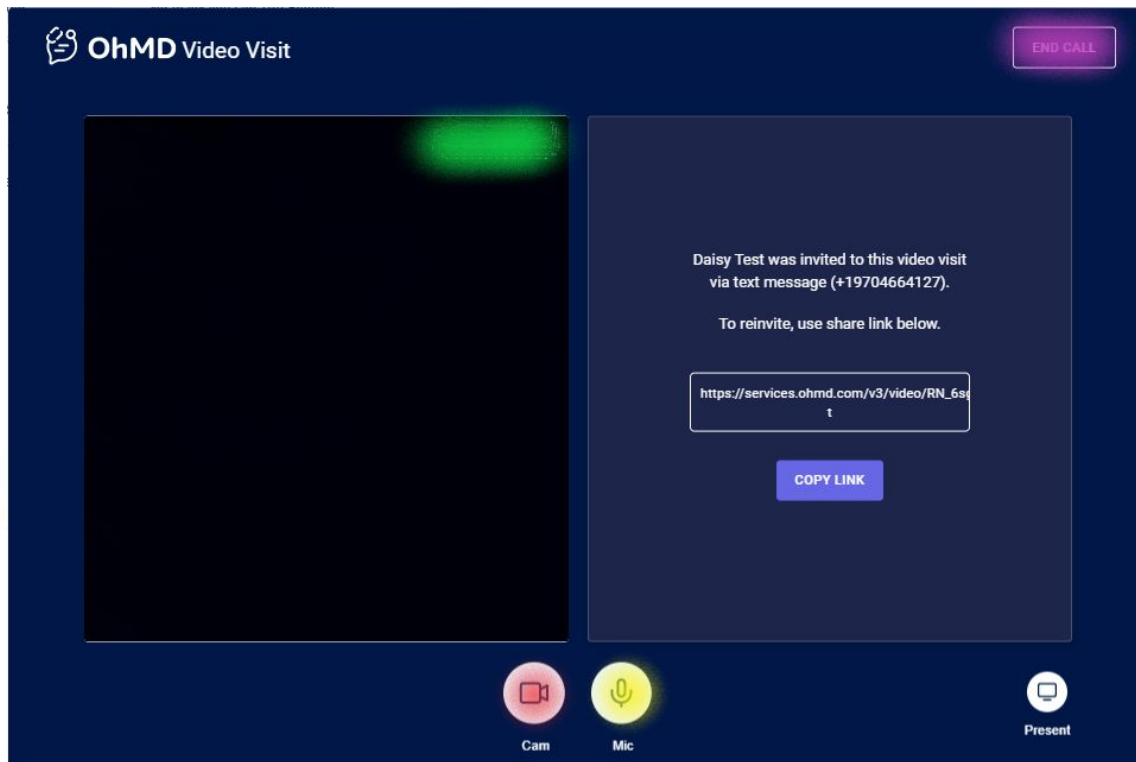 OhMD Video Visit
END CALL
Daisy Test was invited to this video visit
via text message (+19704664127).
To reinvite, use share link below.
https://services.ohmd.com/v3/video/RN_6sg
t
COPY LINK
Cam
Mic
Present